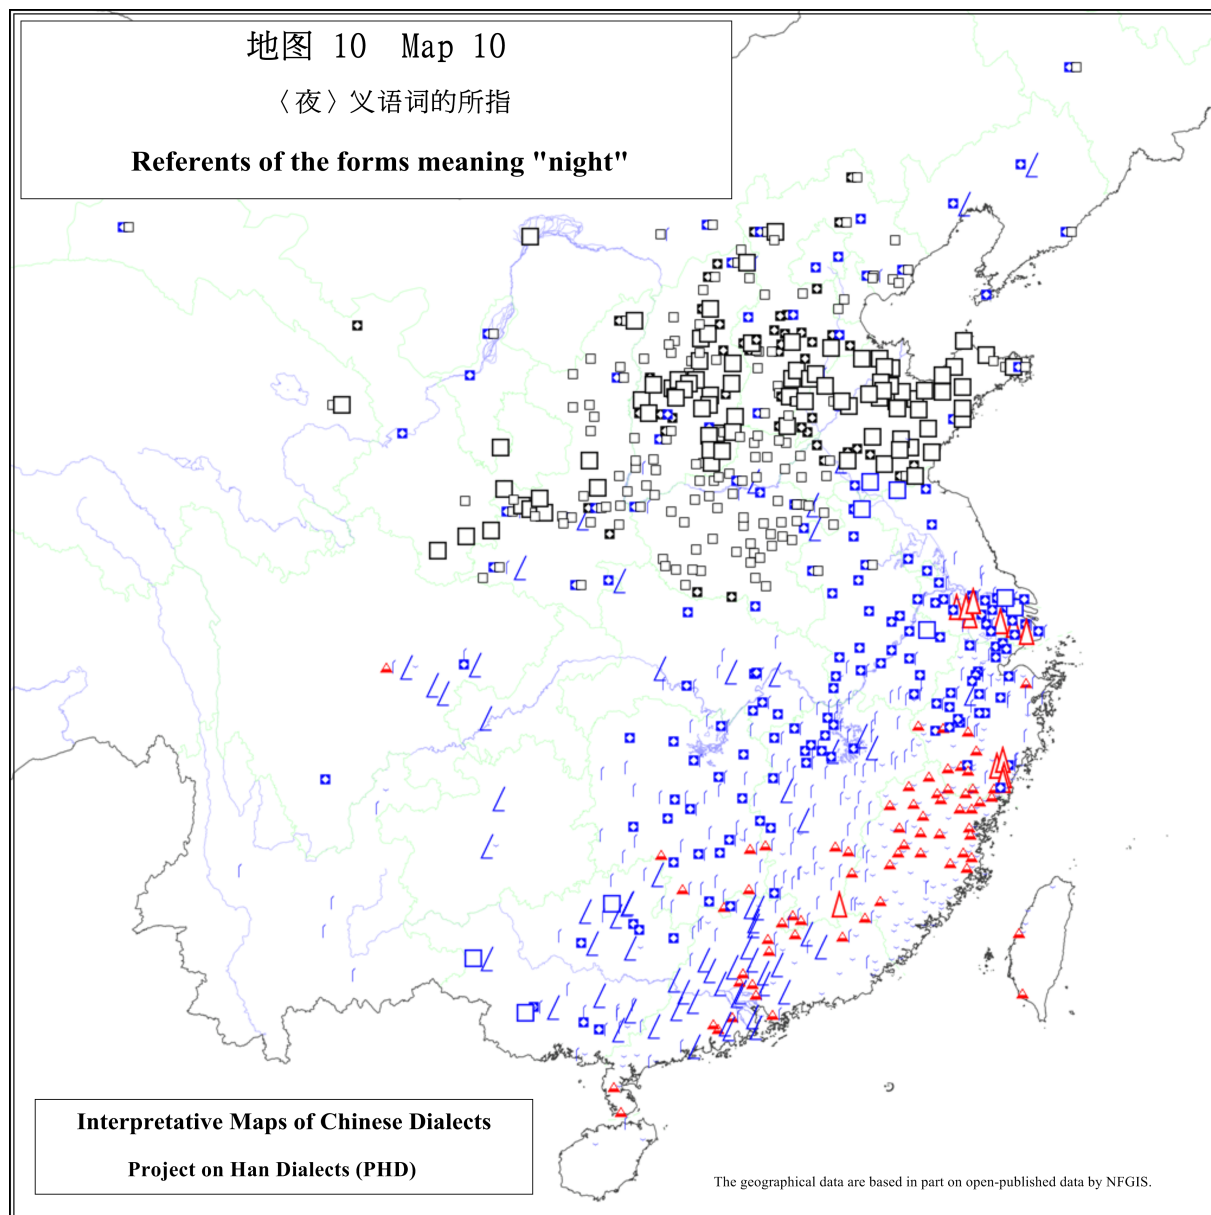 地图 10 Map 10
〈夜〉义语词的所指
Referents of the forms meaning "night"
Interpretative Maps of Chinese Dialects
Project on Han Dialects (PHD)
The geographical data are based in part on open-published data by NFGIS.